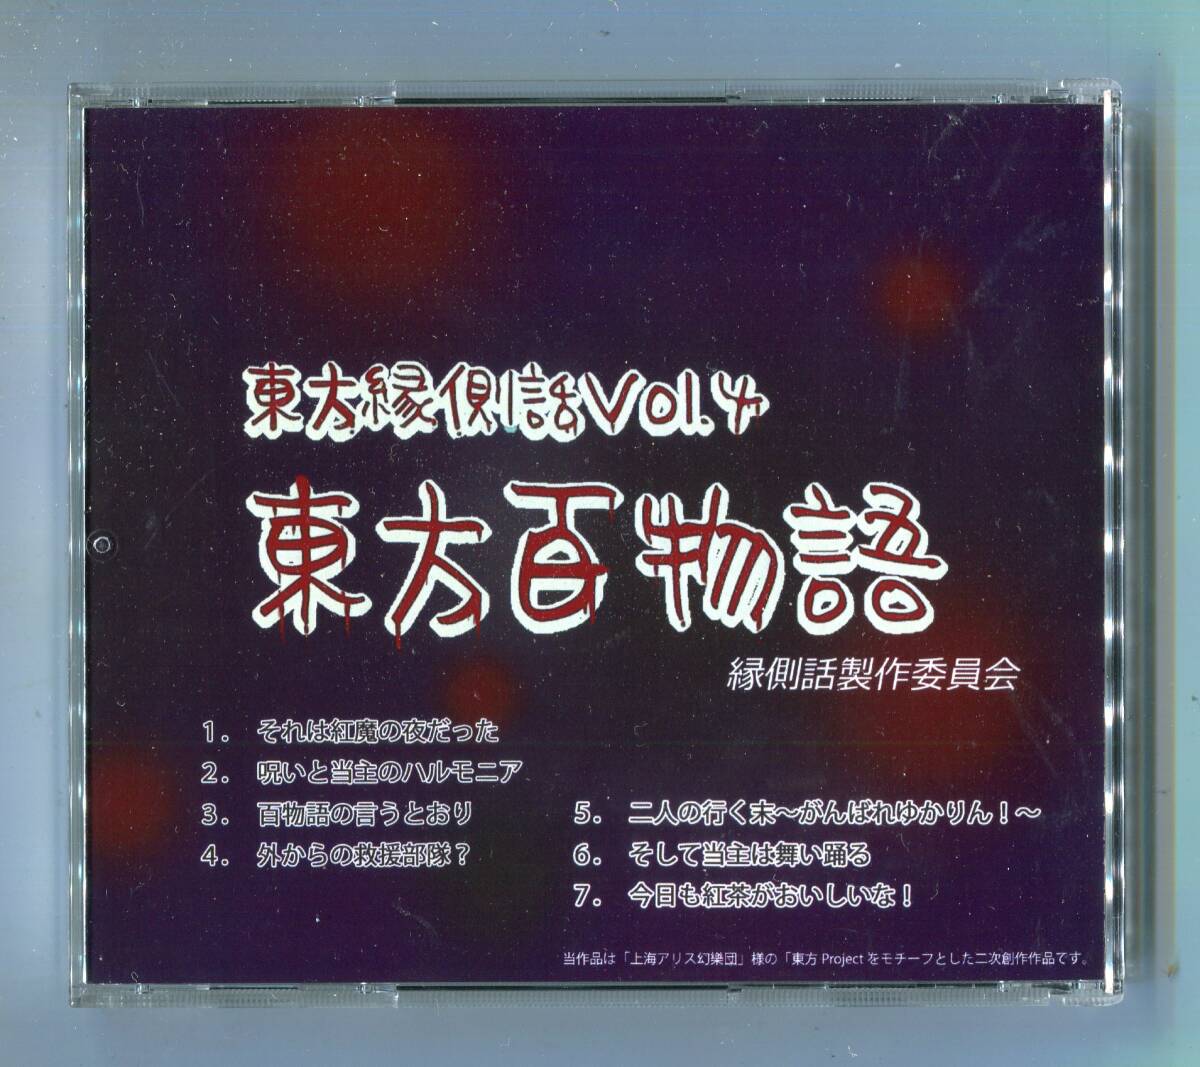 東方縁側話Vol.4
東方百物語
縁側話製作委員会
1. それは紅魔の夜だった
2. 呪いと当主のハルモニア
3. 百物語の言うとおり
4. 外からの救援部隊?
5. 二人の行く末~がんばれゆかりん!~
6. そして当主は舞い踊る
7. 今日も紅茶がおいしいな!
当作品は「上海アリス幻樂団」様の「東方 Project をモチーフとした二次創作作品です。